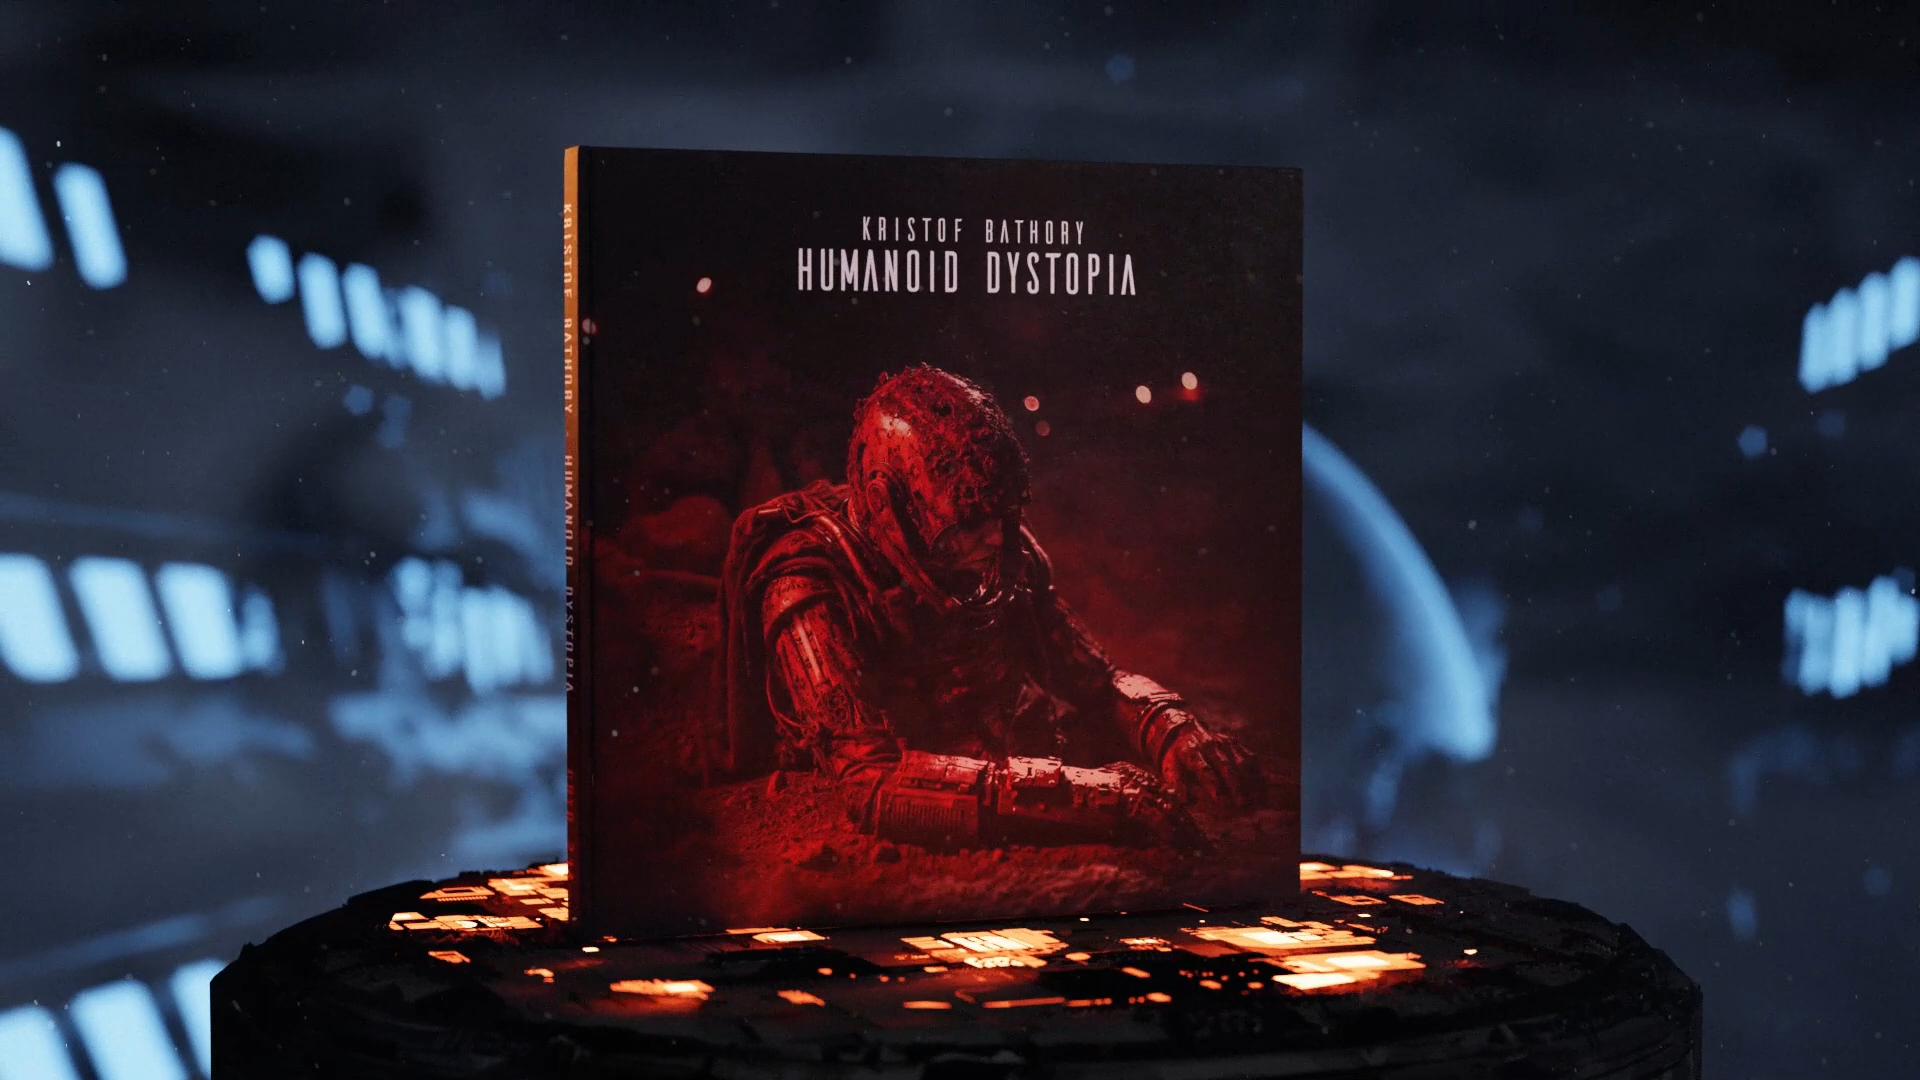 KRISTOF BATHORY
HUMANOID DYSTOPIA
KRISTOF BATHORY · HUMANOID DYSTOPIA